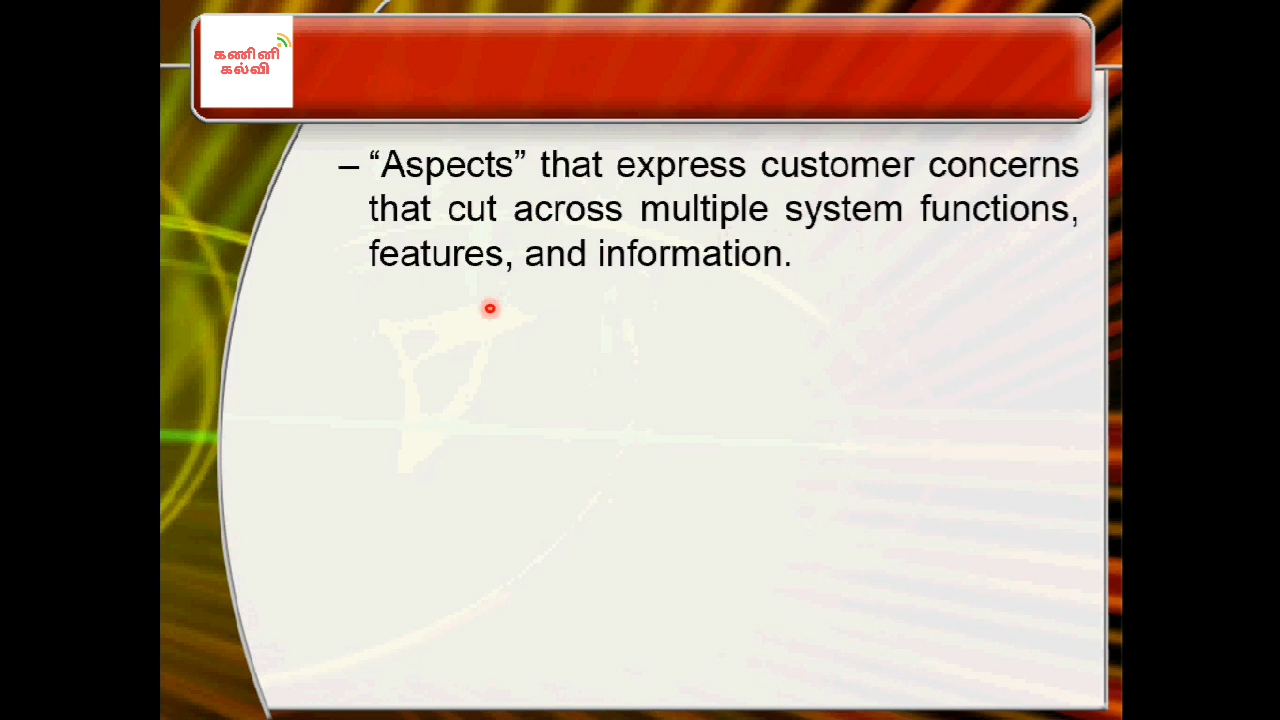 கணினி
கல்வி
– “Aspects” that express customer concerns
that cut across multiple system functions,
features, and information.